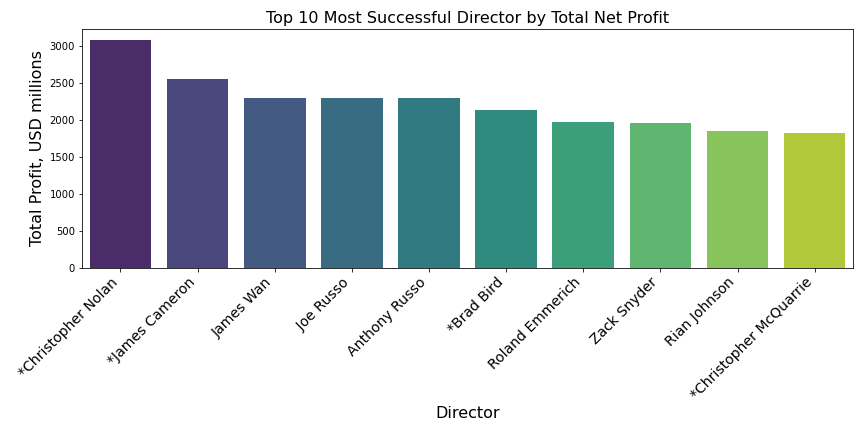 Top 10 Most Successful Director by Total Net Profit
Total Profit, USD millions
3000
2500
2000
1500
1000
500
0
*Christopher Nolan
*James Cameron
James Wan
Joe Russo
Anthony Russo
*Brad Bird
Roland Emmerich
Zack Snyder
Rian Johnson
*Christopher McQuarrie
Director